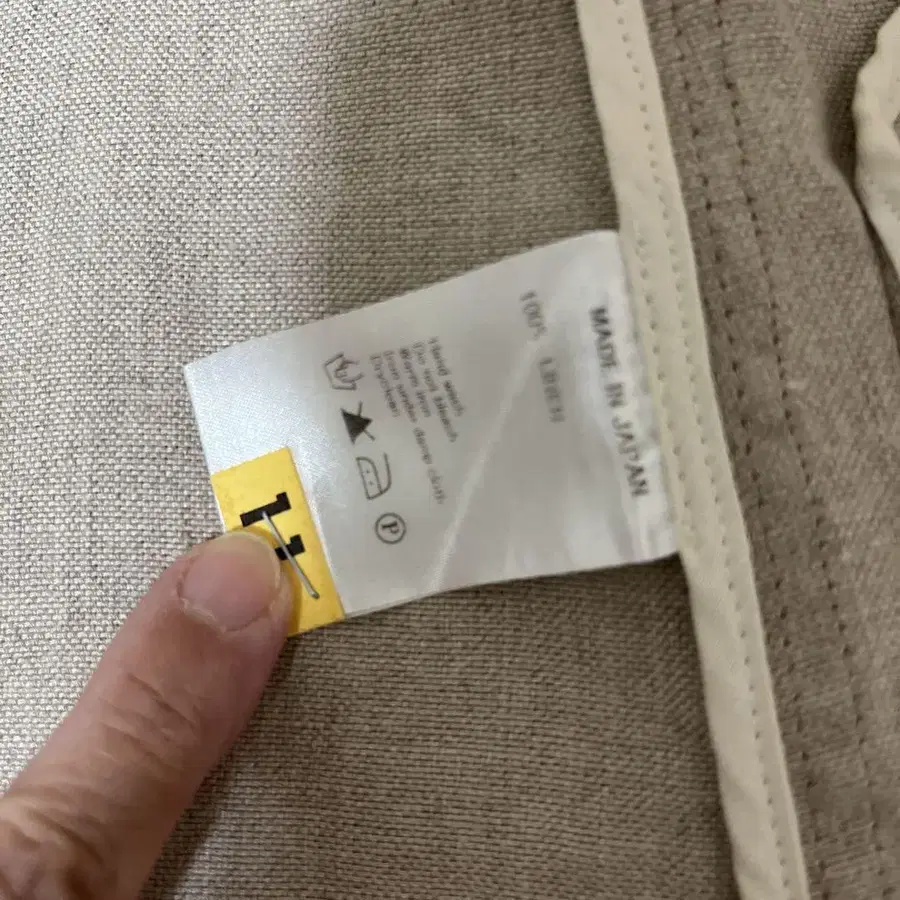 MADE IN JAPAN
100% LINEN
Hand wash
Do not bleach
Warm iron
Iron under damp cloth
Dryclean
P